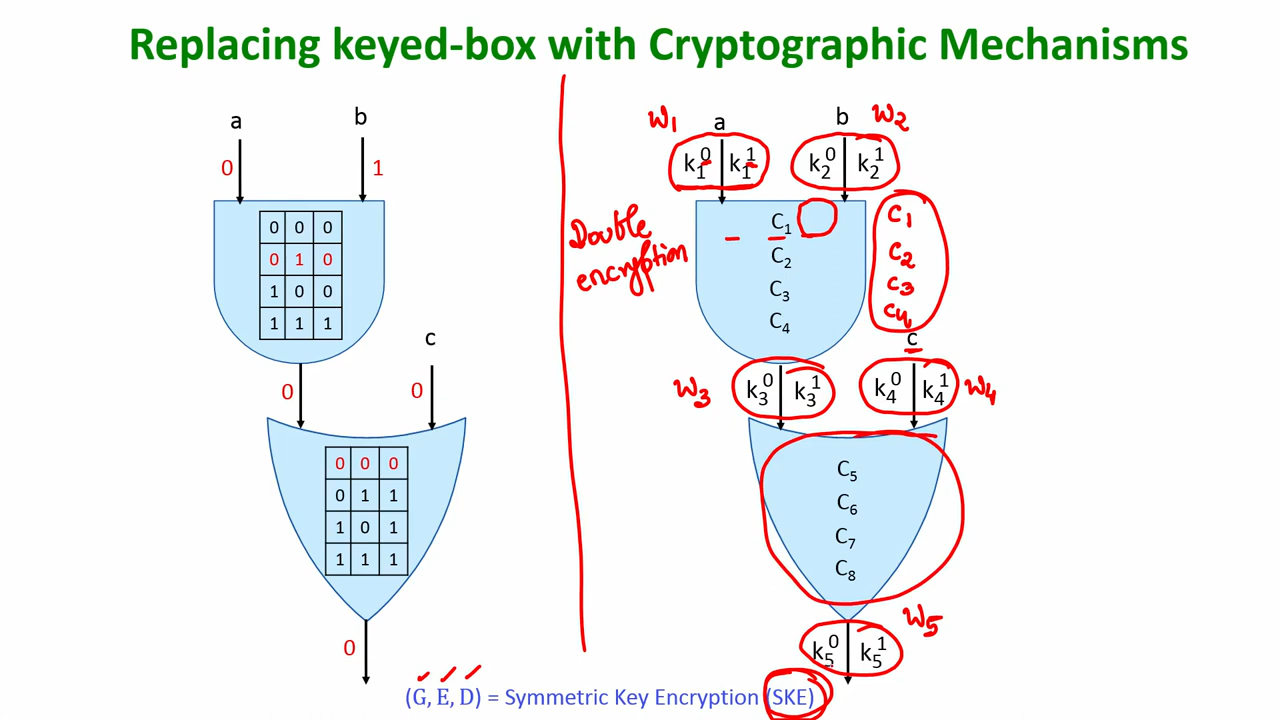 Replacing keyed-box with Cryptographic Mechanisms
a b
0 1
0 0 0
0 1 0
1 0 0
1 1 1
c
0 0
0 0 0
0 1 1
1 0 1
1 1 1
0
W1 a b W2
k₁⁰ k₁¹ k₂⁰ k₂¹
Double
encryption
C₁
C₂
C₃
C₄
C1
C2
C3
C4
c
W3 k₃⁰ k₃¹ k₄⁰ k₄¹ W4
C₅
C₆
C₇
C₈
W5
k₅⁰ k₅¹
(G, E, D) = Symmetric Key Encryption (SKE)